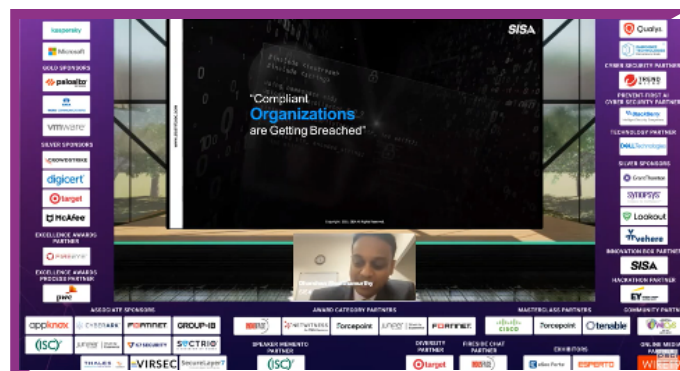 kaspersky
Microsoft
GOLD SPONSORS
paloalto
vmware
SILVER SPONSORS
CROWDSTRIKE
digicert
target
McAfee
EXCELLENCE AWARDS
PARTNER
EXCELLENCE AWARDS
PROCESS PARTNER
pwc
SISA
"Compliant
Organizations
are Getting Breached"
Qualys
CYBER SECURITY PARTNER
TREND
MICRO
PREVENT-FIRST AI
CYBER SECURITY PARTNER
BlackBerry
TECHNOLOGY PARTNER
DELLTechnologies
SILVER SPONSORS
GrantThornton
SYNOPSYS
Lookout
vehere
INNOVATION BOX PARTNER
SISA
HACKATHON PARTNER
EY
ASSOCIATE SPONSORS
AWARD CATEGORY PARTNERS
MASTERCLASS PARTNERS
COMMUNITY PARTNER
appknox
CYBERARK
FORTINET
GROUP-IB
NETWITNESS
Forcepoint
JUNIPER
FORTINET
CISCO
Forcepoint
tenable
(ISC)²
JUNIPER
SECTRIO
SPEAKER MEMENTO
PARTNER
DIVERSITY
PARTNER
FIRESIDE CHAT
PARTNER
EXHIBITORS
ONLINE MEDIA
THALES
VIRSEC
SecureLayer7
(ISC)²
target
ESPERTO